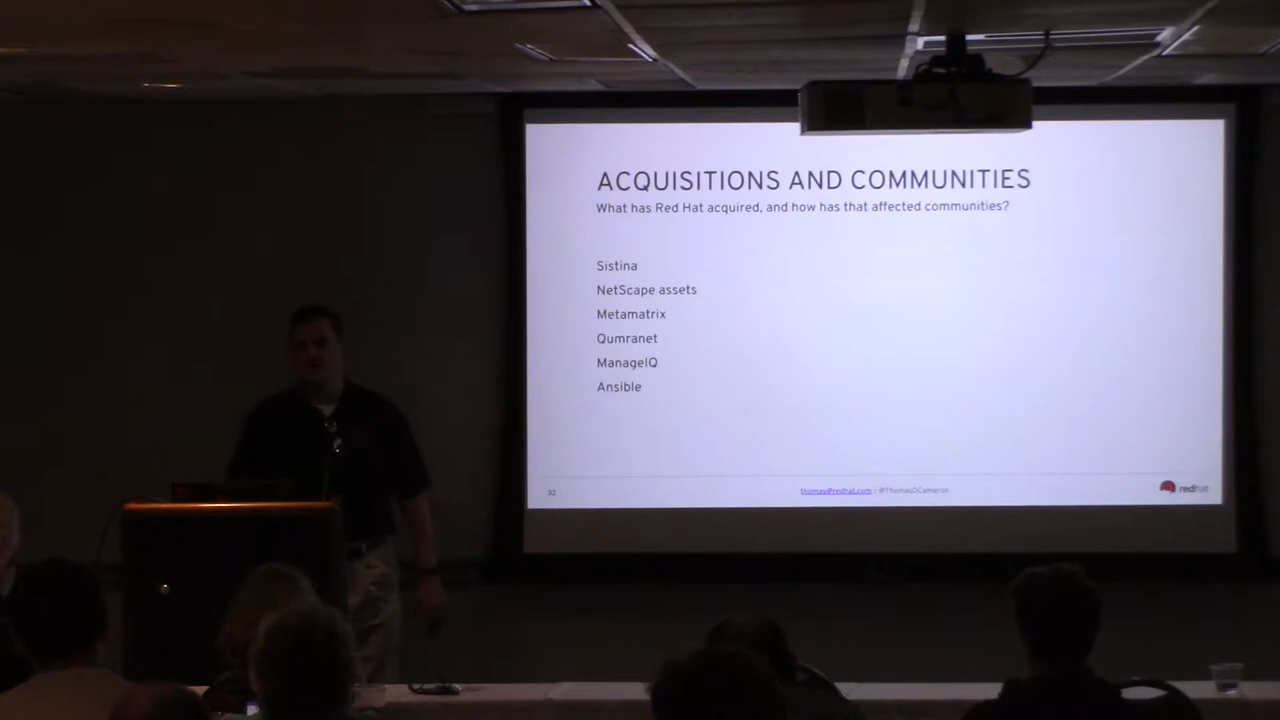 ACQUISITIONS AND COMMUNITIES
What has Red Hat acquired, and how has that affected communities?
Sistina
NetScape assets
Metamatrix
Qumranet
ManageIQ
Ansible
32
thomas@redhat.com | @ThomasDCameron
redhat